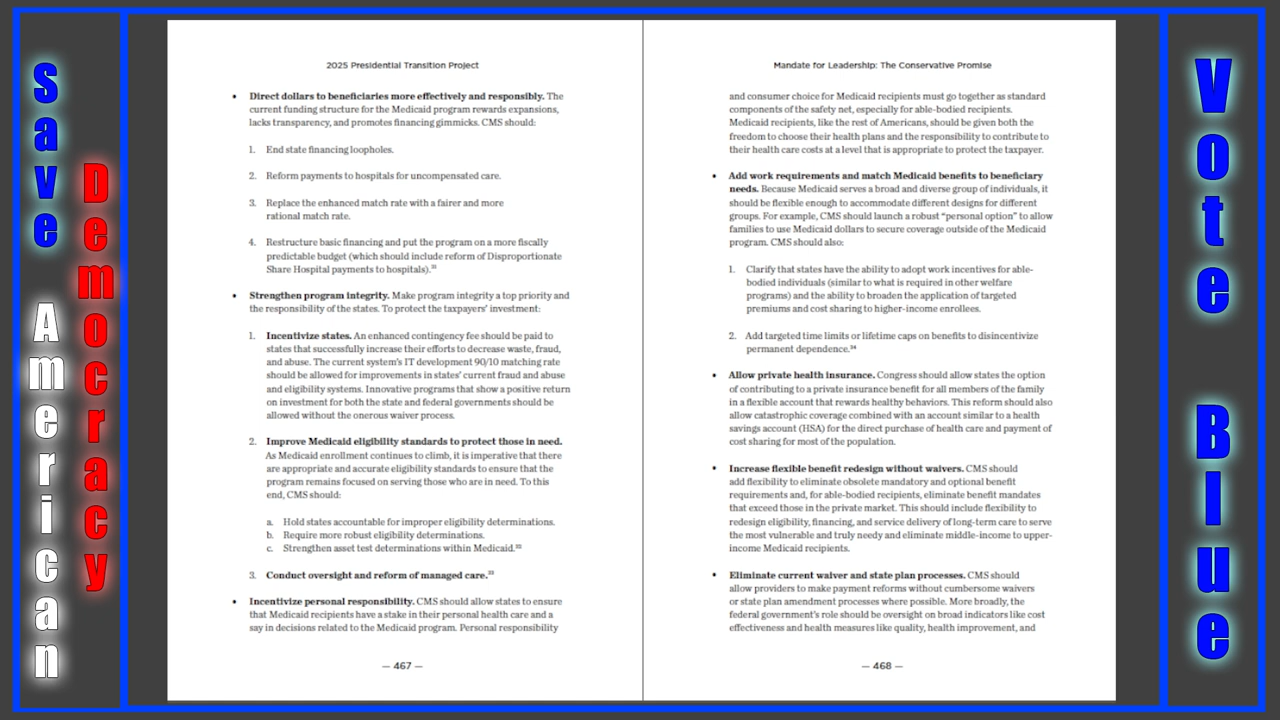 Save
American
Democracy
2025 Presidential Transition Project
• Direct dollars to beneficiaries more effectively and responsibly. The
current funding structure for the Medicaid program rewards expansions,
lacks transparency, and promotes financing gimmicks. CMS should:
1. End state financing loopholes.
2. Reform payments to hospitals for uncompensated care.
3. Replace the enhanced match rate with a fairer and more
rational match rate.
4. Restructure basic financing and put the program on a more fiscally
predictable budget (which should include reform of Disproportionate
Share Hospital payments to hospitals).³¹
• Strengthen program integrity. Make program integrity a top priority and
the responsibility of the states. To protect the taxpayers' investment:
1. Incentivize states. An enhanced contingency fee should be paid to
states that successfully increase their efforts to decrease waste, fraud,
and abuse. The current system's IT development 90/10 matching rate
should be allowed for improvements in states' current fraud and abuse
and eligibility systems. Innovative programs that show a positive return
on investment for both the state and federal governments should be
allowed without the onerous waiver process.
2. Improve Medicaid eligibility standards to protect those in need.
As Medicaid enrollment continues to climb, it is imperative that there
are appropriate and accurate eligibility standards to ensure that the
program remains focused on serving those who are in need. To this
end, CMS should:
a. Hold states accountable for improper eligibility determinations.
b. Require more robust eligibility determinations.
c. Strengthen asset test determinations within Medicaid.³²
3. Conduct oversight and reform of managed care.³³
• Incentivize personal responsibility. CMS should allow states to ensure
that Medicaid recipients have a stake in their personal health care and a
say in decisions related to the Medicaid program. Personal responsibility
— 467 —
Mandate for Leadership: The Conservative Promise
and consumer choice for Medicaid recipients must go together as standard
components of the safety net, especially for able-bodied recipients.
Medicaid recipients, like the rest of Americans, should be given both the
freedom to choose their health plans and the responsibility to contribute to
their health care costs at a level that is appropriate to protect the taxpayer.
• Add work requirements and match Medicaid benefits to beneficiary
needs. Because Medicaid serves a broad and diverse group of individuals, it
should be flexible enough to accommodate different designs for different
groups. For example, CMS should launch a robust "personal option" to allow
families to use Medicaid dollars to secure coverage outside of the Medicaid
program. CMS should also:
1. Clarify that states have the ability to adopt work incentives for able-
bodied individuals (similar to what is required in other welfare
programs) and the ability to broaden the application of targeted
premiums and cost sharing to higher-income enrollees.
2. Add targeted time limits or lifetime caps on benefits to disincentivize
permanent dependence.³⁴
• Allow private health insurance. Congress should allow states the option
of contributing to a private insurance benefit for all members of the family
in a flexible account that rewards healthy behaviors. This reform should also
allow catastrophic coverage combined with an account similar to a health
savings account (HSA) for the direct purchase of health care and payment of
cost sharing for most of the population.
• Increase flexible benefit redesign without waivers. CMS should
add flexibility to eliminate obsolete mandatory and optional benefit
requirements and, for able-bodied recipients, eliminate benefit mandates
that exceed those in the private market. This should include flexibility to
redesign eligibility, financing, and service delivery of long-term care to serve
the most vulnerable and truly needy and eliminate middle-income to upper-
income Medicaid recipients.
• Eliminate current waiver and state plan processes. CMS should
allow providers to make payment reforms without cumbersome waivers
or state plan amendment processes where possible. More broadly, the
federal government's role should be oversight on broad indicators like cost
effectiveness and health measures like quality, health improvement, and
— 468 —
Vote
Blue